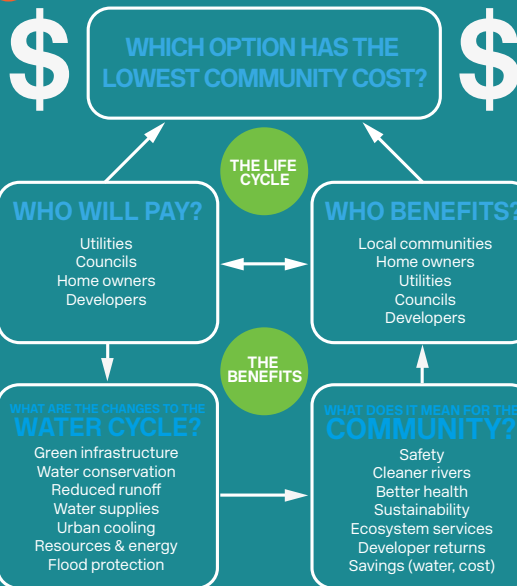 $
$
WHICH OPTION HAS THE
LOWEST COMMUNITY COST?
THE LIFE
CYCLE
WHO WILL PAY?
Utilities
Councils
Home owners
Developers
WHO BENEFITS?
Local communities
Home owners
Utilities
Councils
Developers
THE
BENEFITS
WHAT ARE THE CHANGES TO THE
WATER CYCLE?
Green infrastructure
Water conservation
Reduced runoff
Water supplies
Urban cooling
Resources & energy
Flood protection
WHAT DOES IT MEAN FOR THE
COMMUNITY?
Safety
Cleaner rivers
Better health
Sustainability
Ecosystem services
Developer returns
Savings (water, cost)